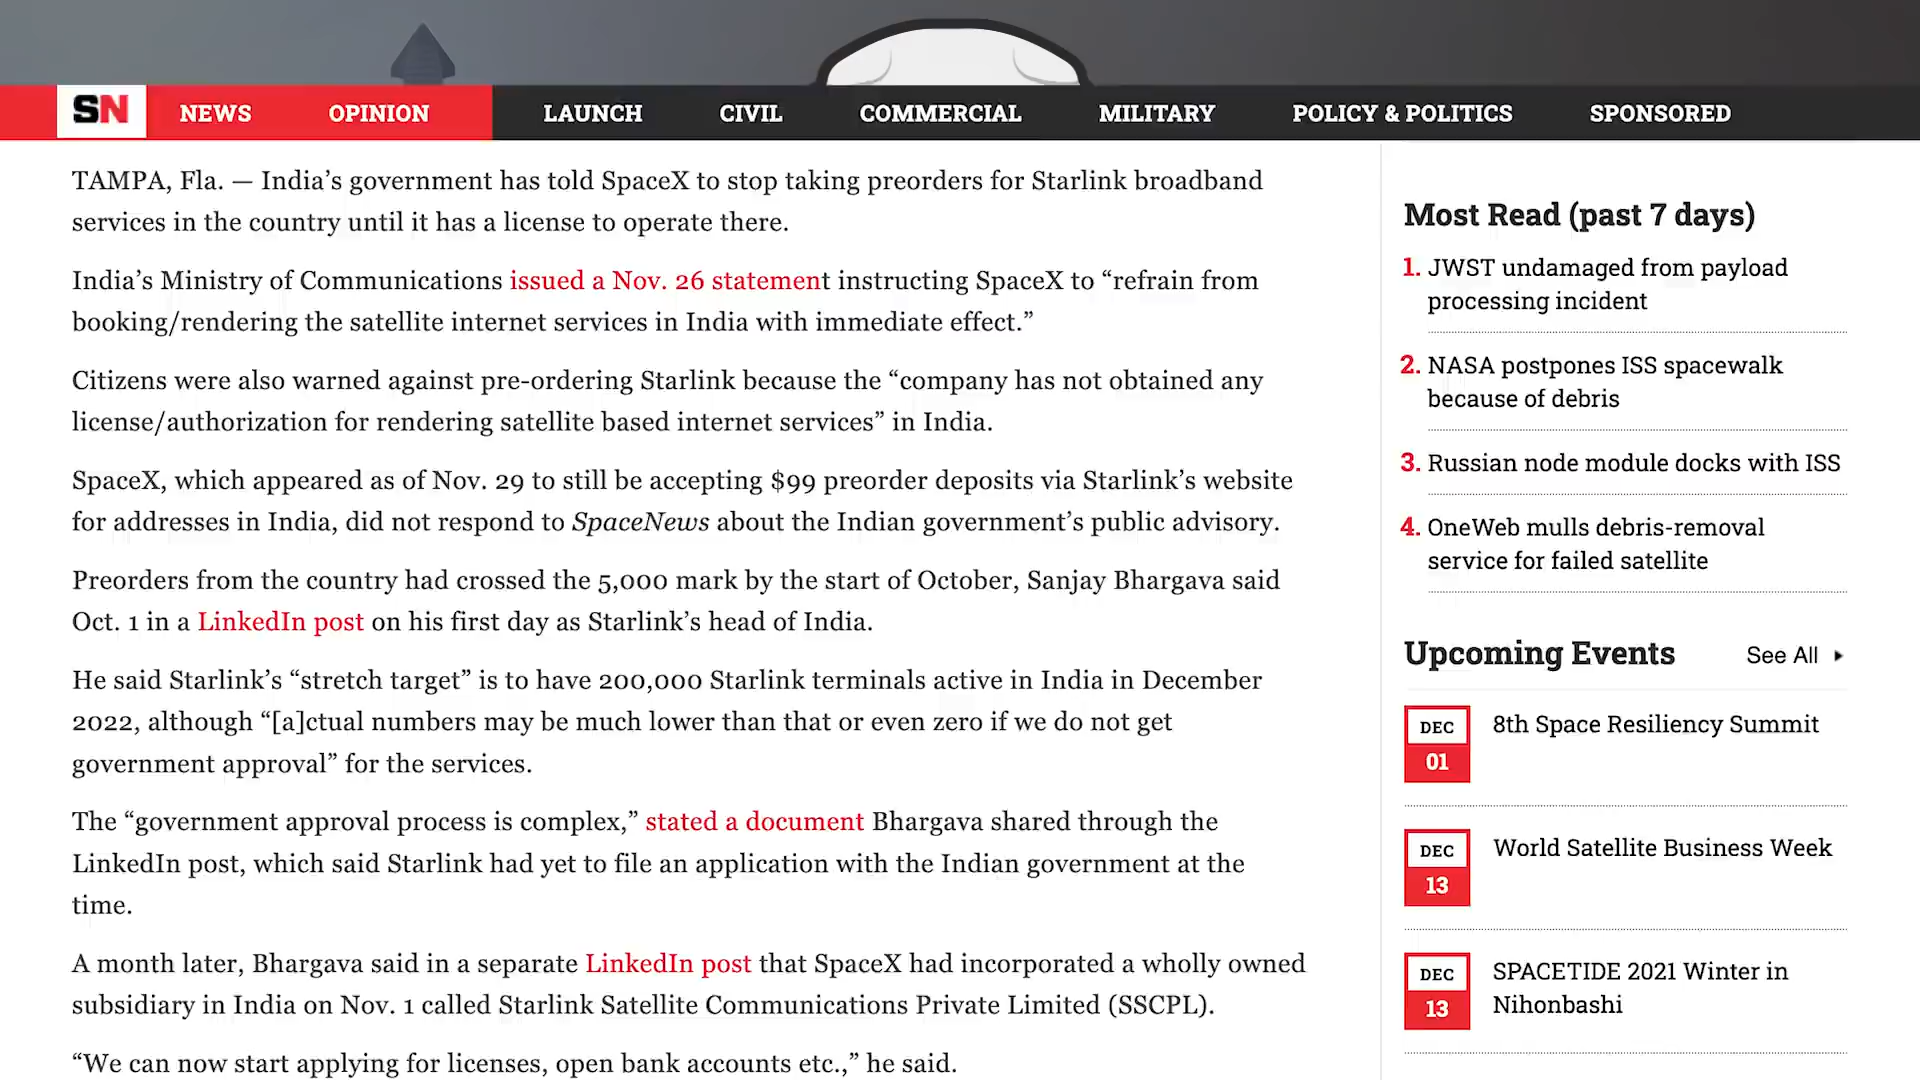 SN NEWS OPINION LAUNCH CIVIL COMMERCIAL MILITARY POLICY & POLITICS SPONSORED
TAMPA, Fla. — India’s government has told SpaceX to stop taking preorders for Starlink broadband
services in the country until it has a license to operate there.
India’s Ministry of Communications issued a Nov. 26 statement instructing SpaceX to “refrain from
booking/rendering the satellite internet services in India with immediate effect.”
Citizens were also warned against pre-ordering Starlink because the “company has not obtained any
license/authorization for rendering satellite based internet services” in India.
SpaceX, which appeared as of Nov. 29 to still be accepting $99 preorder deposits via Starlink’s website
for addresses in India, did not respond to SpaceNews about the Indian government’s public advisory.
Preorders from the country had crossed the 5,000 mark by the start of October, Sanjay Bhargava said
Oct. 1 in a LinkedIn post on his first day as Starlink’s head of India.
He said Starlink’s “stretch target” is to have 200,000 Starlink terminals active in India in December
2022, although “[a]ctual numbers may be much lower than that or even zero if we do not get
government approval” for the services.
The “government approval process is complex,” stated a document Bhargava shared through the
LinkedIn post, which said Starlink had yet to file an application with the Indian government at the
time.
A month later, Bhargava said in a separate LinkedIn post that SpaceX had incorporated a wholly owned
subsidiary in India on Nov. 1 called Starlink Satellite Communications Private Limited (SSCPL).
“We can now start applying for licenses, open bank accounts etc.,” he said.
Most Read (past 7 days)
1. JWST undamaged from payload
processing incident
2. NASA postpones ISS spacewalk
because of debris
3. Russian node module docks with ISS
4. OneWeb mulls debris-removal
service for failed satellite
Upcoming Events See All
DEC
01
8th Space Resiliency Summit
DEC
13
World Satellite Business Week
DEC
13
SPACETIDE 2021 Winter in
Nihonbashi